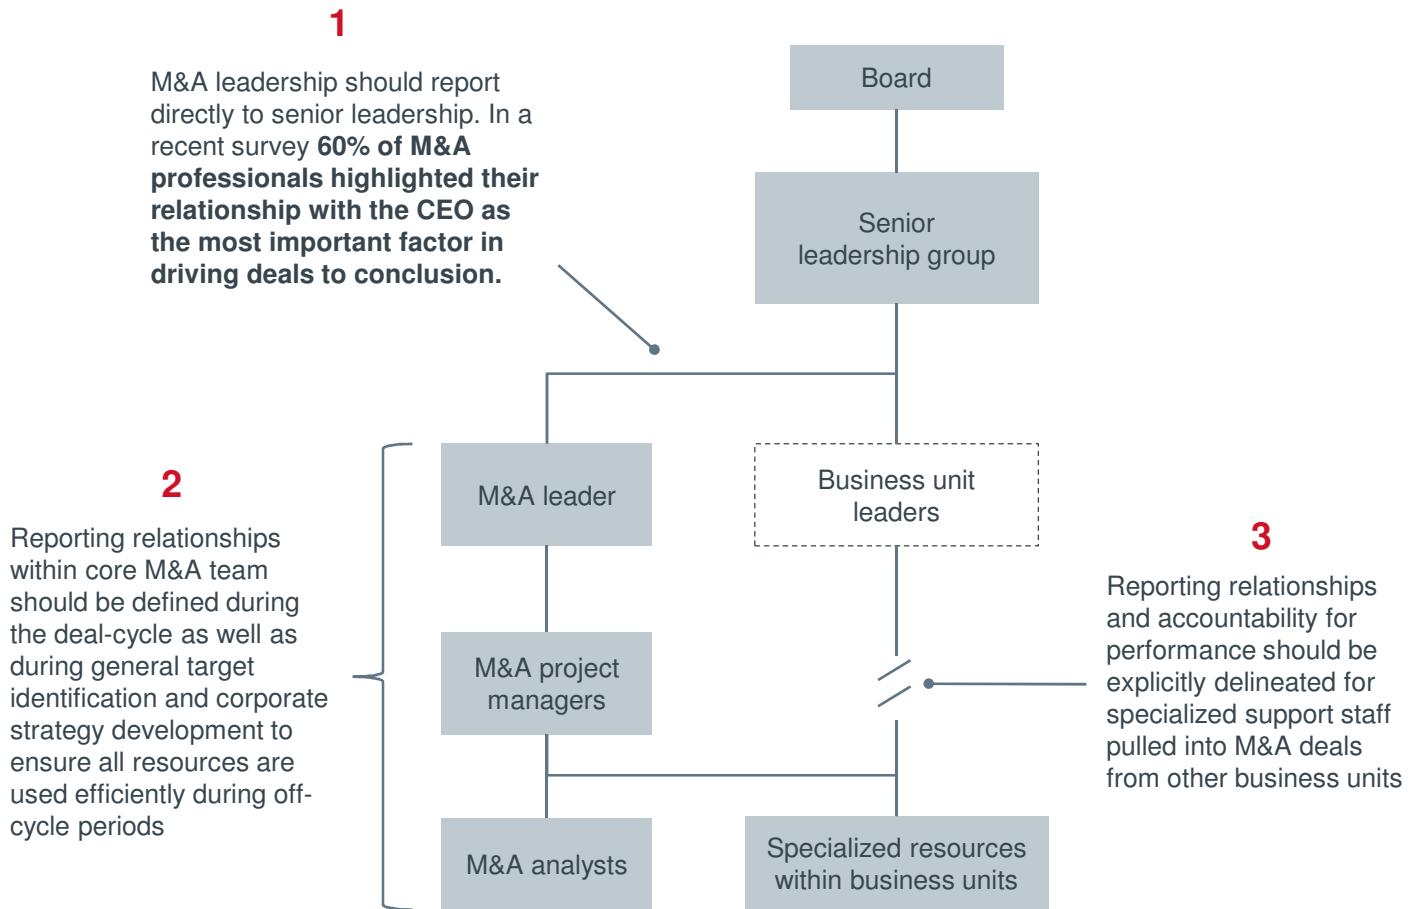 1
M&A leadership should report
directly to senior leadership. In a
recent survey 60% of M&A
professionals highlighted their
relationship with the CEO as
the most important factor in
driving deals to conclusion.
Board
Senior
leadership group
2
Reporting relationships
within core M&A team
should be defined during
the deal-cycle as well as
during general target
identification and corporate
strategy development to
ensure all resources are
used efficiently during off-
cycle periods
M&A leader
Business unit
leaders
M&A project
managers
M&A analysts
Specialized resources
within business units
3
Reporting relationships
and accountability for
performance should be
explicitly delineated for
specialized support staff
pulled into M&A deals
from other business units